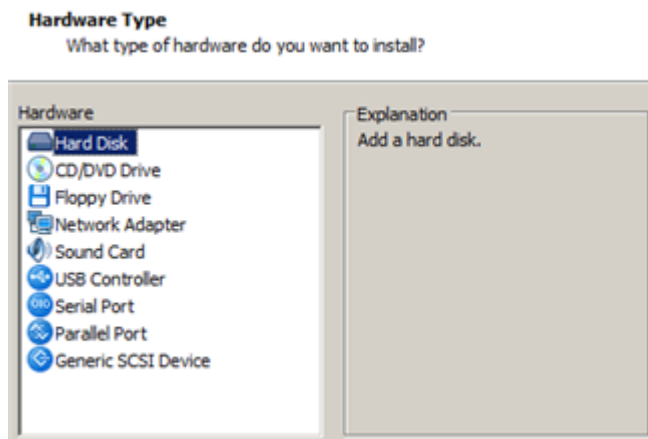 Hardware Type
What type of hardware do you want to install?
Hardware
Hard Disk
CD/DVD Drive
Floppy Drive
Network Adapter
Sound Card
USB Controller
Serial Port
Parallel Port
Generic SCSI Device
Explanation
Add a hard disk.